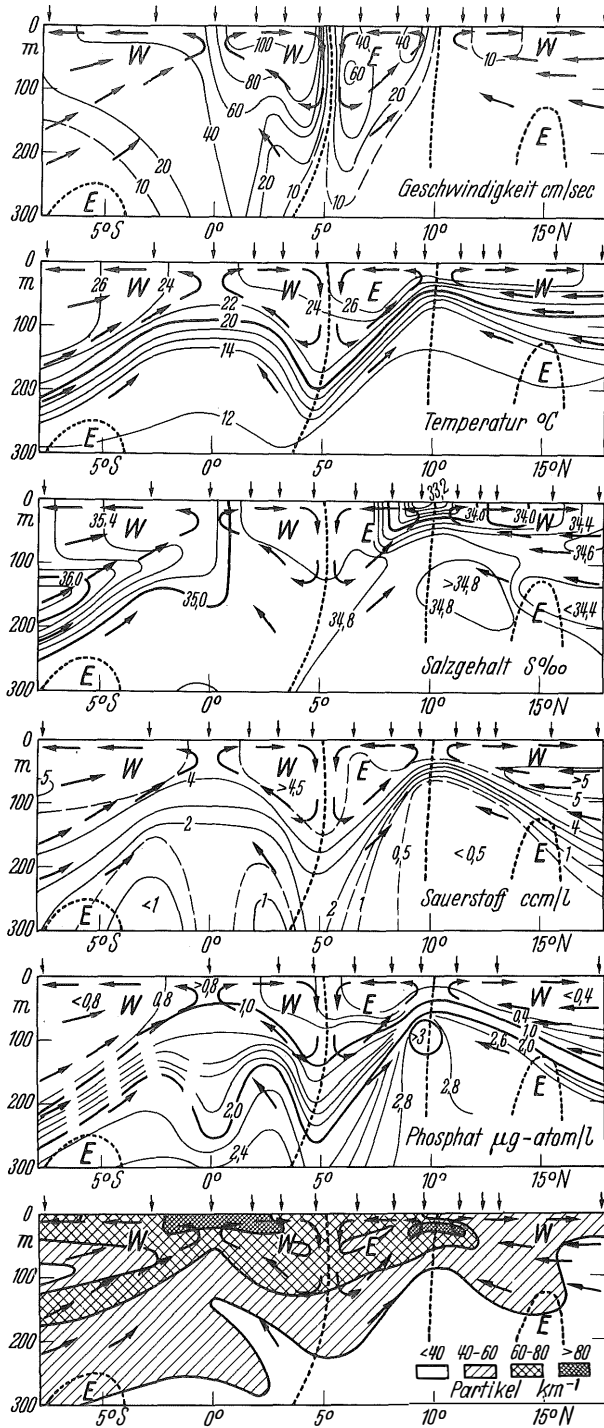 0
m
100
200
300
W
100
W
80
60
40
20
10
E
40
20
10
40
60
E
40
20
10
10
W
E
Geschwindigkeit cm/sec
5°S
0°
5°
10°
15°N
0
m
100
200
300
26
24
W
22
20
14
12
E
W
24
26
E
W
E
Temperatur °C
5°S
0°
5°
10°
15°N
0
m
100
200
300
35,4
W
36,0
35,0
E
W
E
34,8
33,2
34,0
W
34,4
34,6
>34,8
34,8
E
<34,4
Salzgehalt S‰
5°S
0°
5°
10°
15°N
0
m
100
200
300
5
W
4
2
<1
E
W
>4,5
<1
E
2
1
0,5
<0,5
W
>5
5
4
1
E
Sauerstoff ccm/l
5°S
0°
5°
10°
15°N
0
m
100
200
300
<0,8
0,8
W
>0,8
1,0
2,0
2,4
E
W
E
>3
2,8
2,8
W
<0,4
0,4
1,0
2,0
2,6
E
Phosphat µg-atom/l
5°S
0°
5°
10°
15°N
0
m
100
200
300
W
W
E
W
E
E
<40 40-60 60-80 >80
Partikel km⁻¹
5°S
0°
5°
10°
15°N